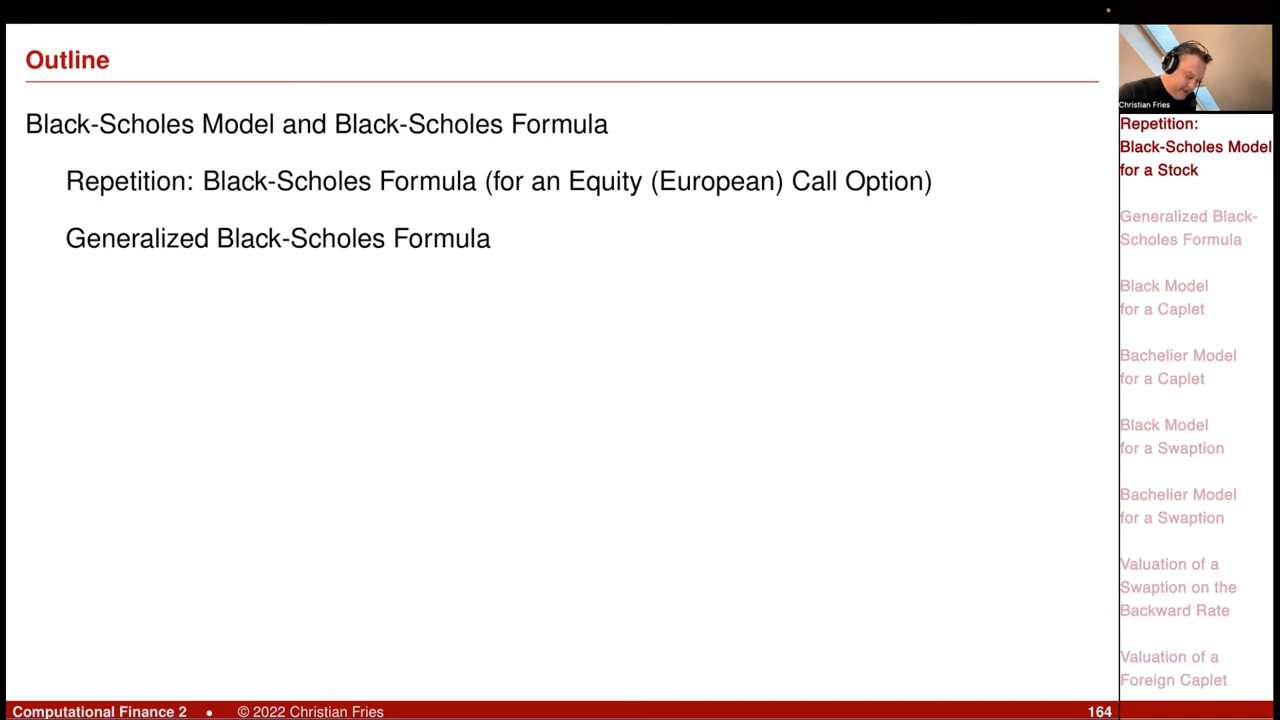 Outline
Black-Scholes Model and Black-Scholes Formula
Repetition: Black-Scholes Formula (for an Equity (European) Call Option)
Generalized Black-Scholes Formula
Christian Fries
Repetition:
Black-Scholes Model
for a Stock
Generalized Black-
Scholes Formula
Black Model
for a Caplet
Bachelier Model
for a Caplet
Black Model
for a Swaption
Bachelier Model
for a Swaption
Valuation of a
Swaption on the
Backward Rate
Valuation of a
Foreign Caplet
Computational Finance 2 • © 2022 Christian Fries 164